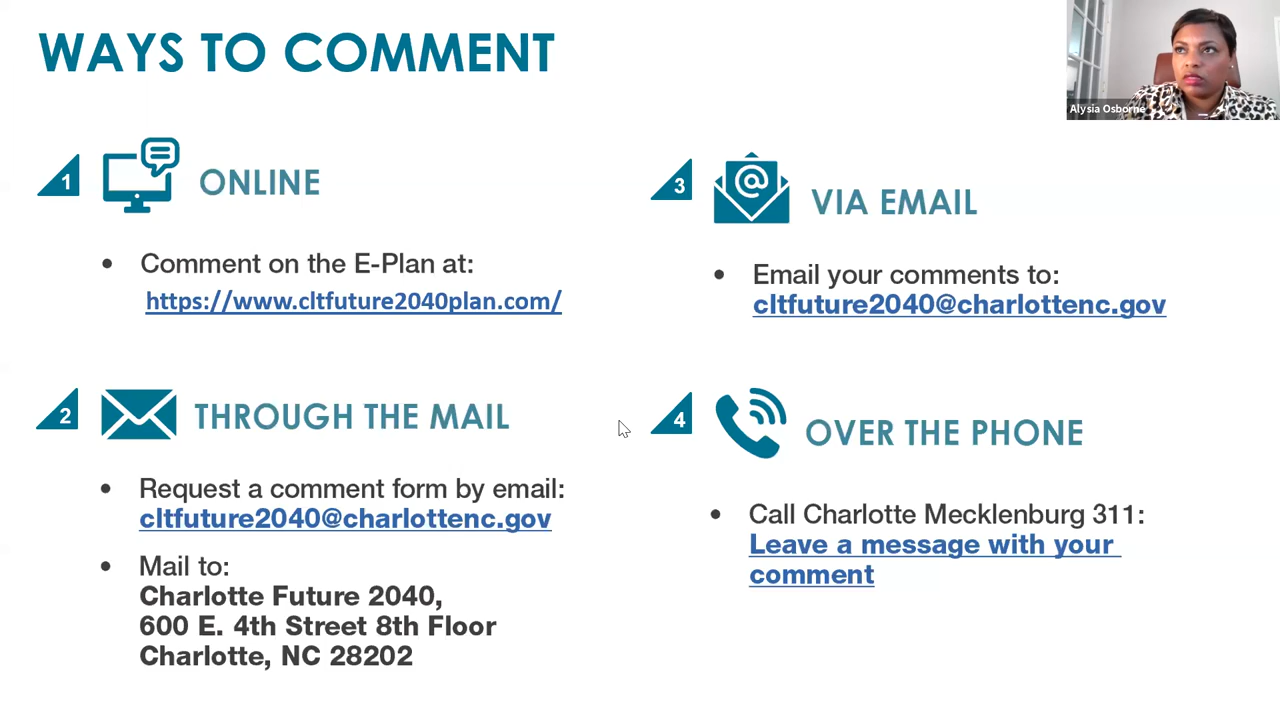 WAYS TO COMMENT
Alysia Osborne
1
ONLINE
Comment on the E-Plan at:
https://www.cltfuture2040plan.com/
2
THROUGH THE MAIL
Request a comment form by email:
cltfuture2040@charlottenc.gov
Mail to:
Charlotte Future 2040,
600 E. 4th Street 8th Floor
Charlotte, NC 28202
3
@
VIA EMAIL
Email your comments to:
cltfuture2040@charlottenc.gov
4
OVER THE PHONE
Call Charlotte Mecklenburg 311:
Leave a message with your
comment